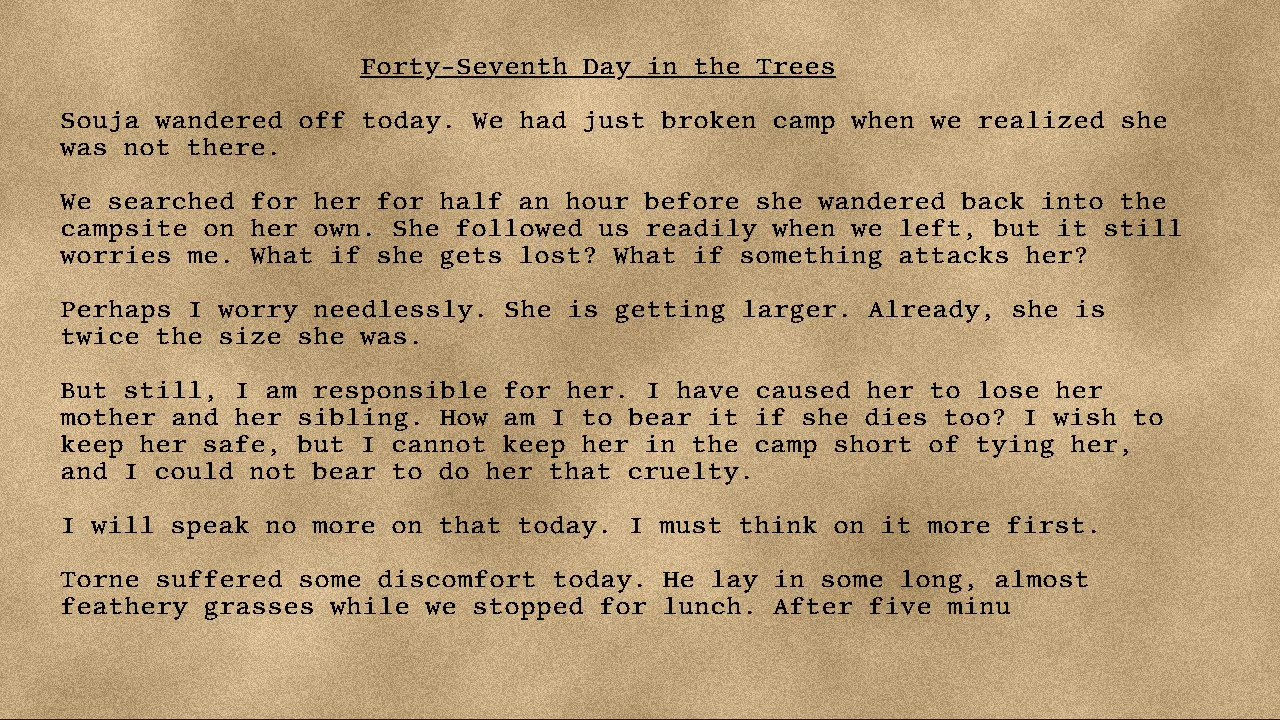 Forty-Seventh Day in the Trees
Souja wandered off today. We had just broken camp when we realized she
was not there.
We searched for her for half an hour before she wandered back into the
campsite on her own. She followed us readily when we left, but it still
worries me. What if she gets lost? What if something attacks her?
Perhaps I worry needlessly. She is getting larger. Already, she is
twice the size she was.
But still, I am responsible for her. I have caused her to lose her
mother and her sibling. How am I to bear it if she dies too? I wish to
keep her safe, but I cannot keep her in the camp short of tying her,
and I could not bear to do her that cruelty.
I will speak no more on that today. I must think on it more first.
Torne suffered some discomfort today. He lay in some long, almost
feathery grasses while we stopped for lunch. After five minu